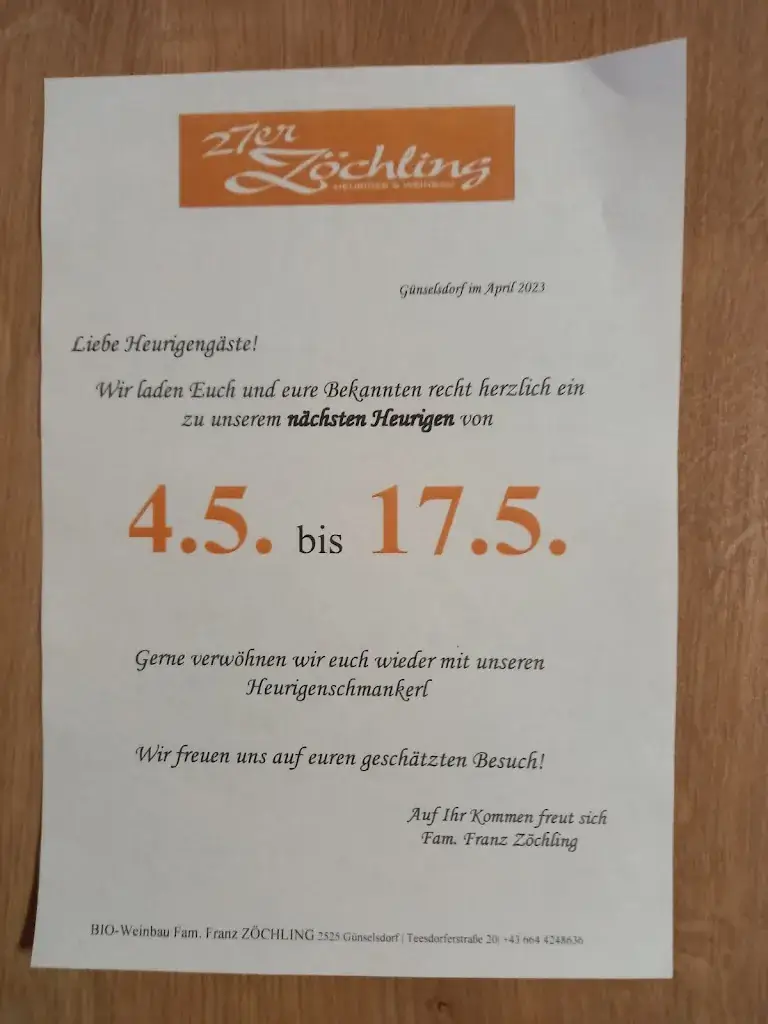 27er
Zöchling
HEURIGER & WEINBAU
Günselsdorf im April 2023
Liebe Heurigengäste!
Wir laden Euch und eure Bekannten recht herzlich ein
zu unserem nächsten Heurigen von
4.5. bis 17.5.
Gerne verwöhnen wir euch wieder mit unseren
Heurigenschmankerl
Wir freuen uns auf euren geschätzten Besuch!
Auf Ihr Kommen freut sich
Fam. Franz Zöchling
BIO-Weinbau Fam. Franz ZÖCHLING 2525 Günselsdorf | Teesdorferstraße 20| +43 664 4248636